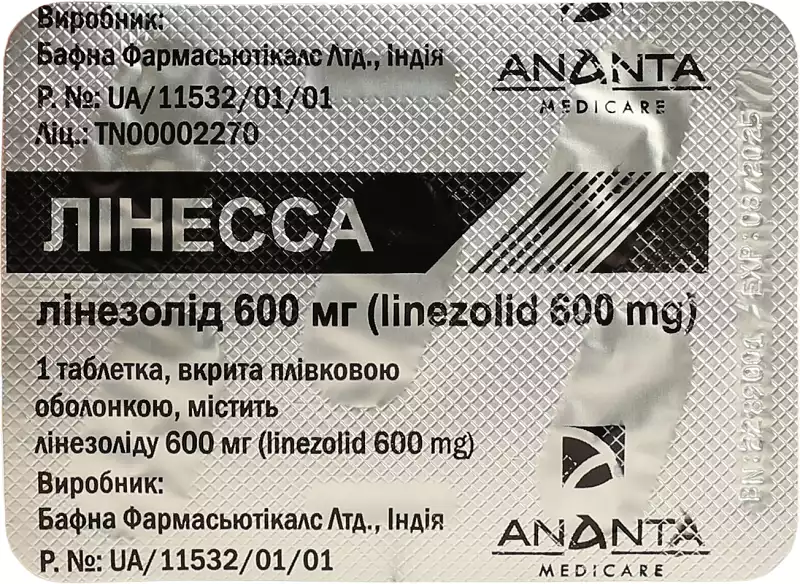 Виробник:
Бафна Фармасьютікалс Лтд., Індія
Р. №: UA/11532/01/01
Ліц.: TN00002270
ANANTA
MEDICARE
ЛІНЕССА
лінезолід 600 мг (linezolid 600 mg)
1 таблетка, вкрита плівковою
оболонкою, містить
лінезоліду 600 мг (linezolid 600 mg)
Виробник:
Бафна Фармасьютікалс Лтд., Індія
Р. №: UA/11532/01/01
ANANTA
MEDICARE
BN: EXP: